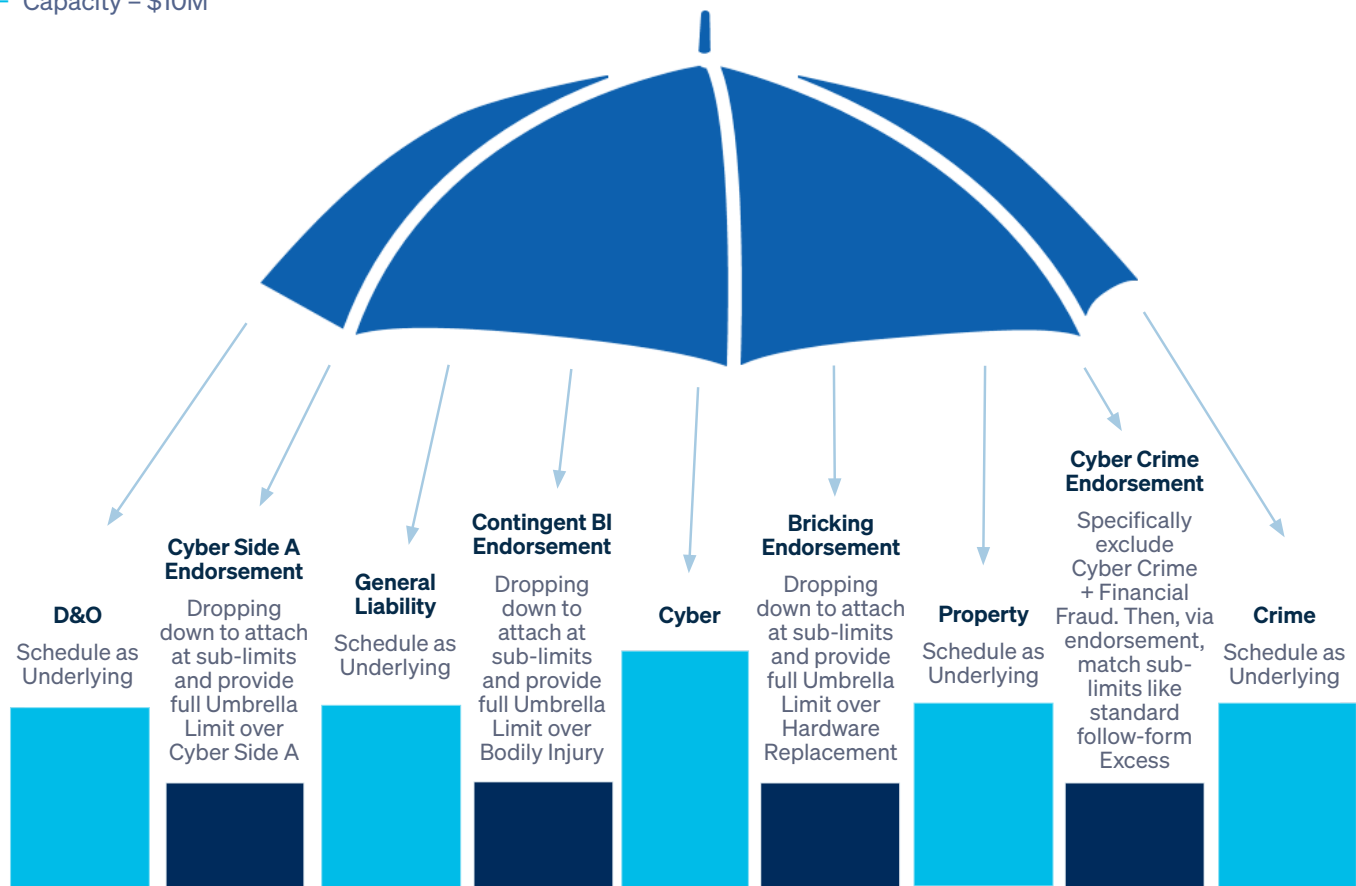 Capacity – $10M
D&O
Schedule as
Underlying
Cyber Side A
Endorsement
Dropping
down to attach
at sub-limits
and provide
full Umbrella
Limit over
Cyber Side A
General
Liability
Schedule as
Underlying
Contingent BI
Endorsement
Dropping
down to
attach at
sub-limits
and provide
full Umbrella
Limit over
Bodily Injury
Cyber
Bricking
Endorsement
Dropping
down to attach
at sub-limits
and provide
full Umbrella
Limit over
Hardware
Replacement
Property
Schedule as
Underlying
Cyber Crime
Endorsement
Specifically
exclude
Cyber Crime
+ Financial
Fraud. Then, via
endorsement,
match sub-
limits like
standard
follow-form
Excess
Crime
Schedule as
Underlying